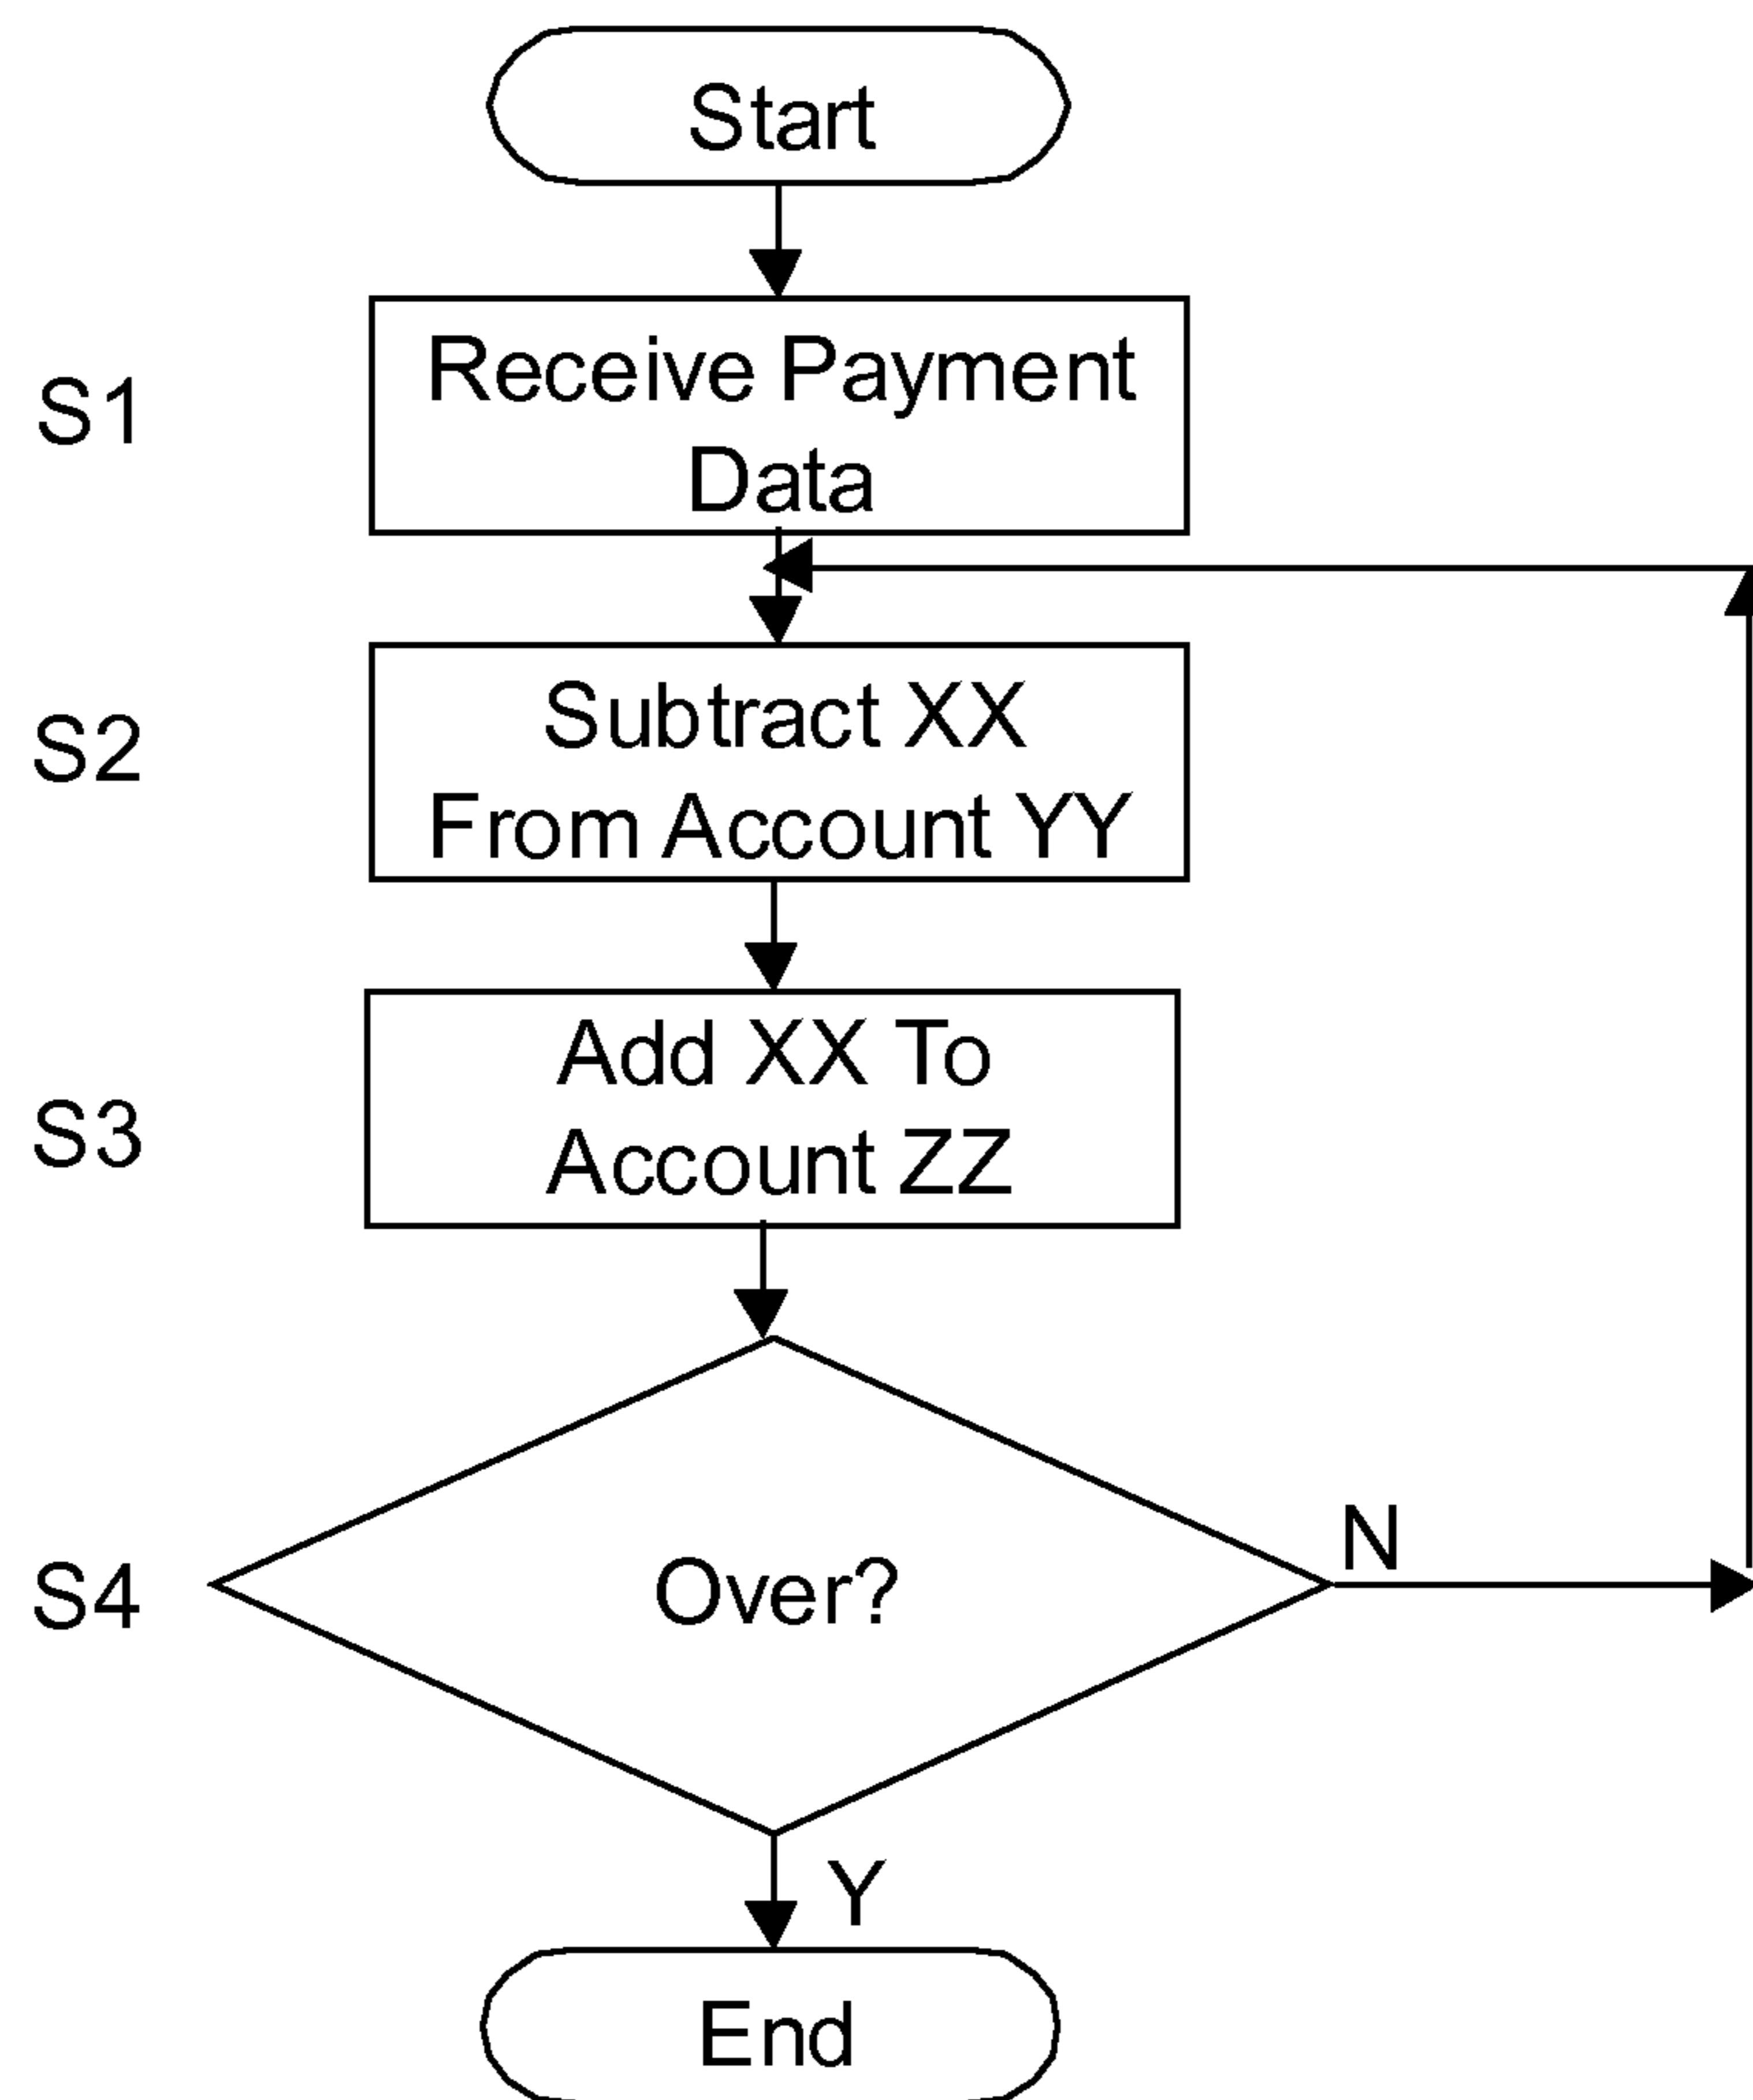 Start
S1
Receive Payment
Data
S2
Subtract XX
From Account YY
S3
Add XX To
Account ZZ
S4
Over?
N
Y
End